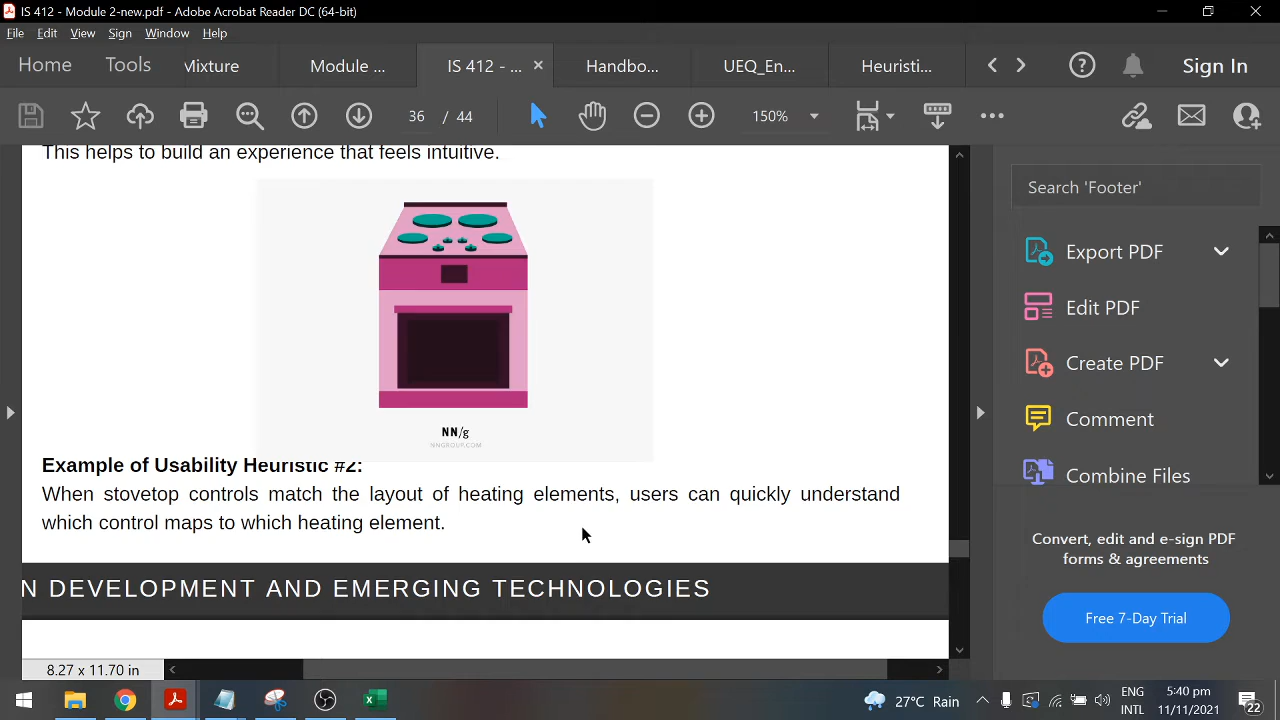 IS 412 - Module 2-new.pdf - Adobe Acrobat Reader DC (64-bit)
File Edit View Sign Window Help
Home Tools Mixture Module ... IS 412 - ... Handbo... UEQ_En... Heuristi... Sign In
36 / 44 150%
This helps to build an experience that feels intuitive.
NN/g
NNGROUP.COM
Example of Usability Heuristic #2:
When stovetop controls match the layout of heating elements, users can quickly understand
which control maps to which heating element.
N DEVELOPMENT AND EMERGING TECHNOLOGIES
8.27 x 11.70 in
Search 'Footer'
Export PDF
Edit PDF
Create PDF
Comment
Combine Files
Convert, edit and e-sign PDF
forms & agreements
Free 7-Day Trial
27°C Rain
ENG
INTL
5:40 pm
11/11/2021
22